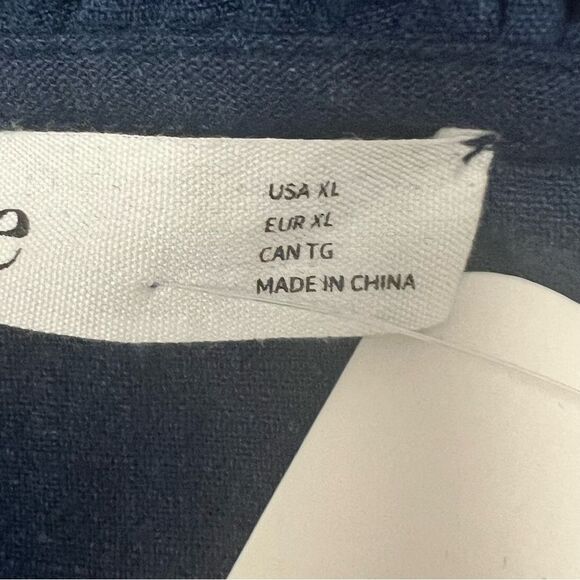 e
USA XL
EUR XL
CAN TG
MADE IN CHINA